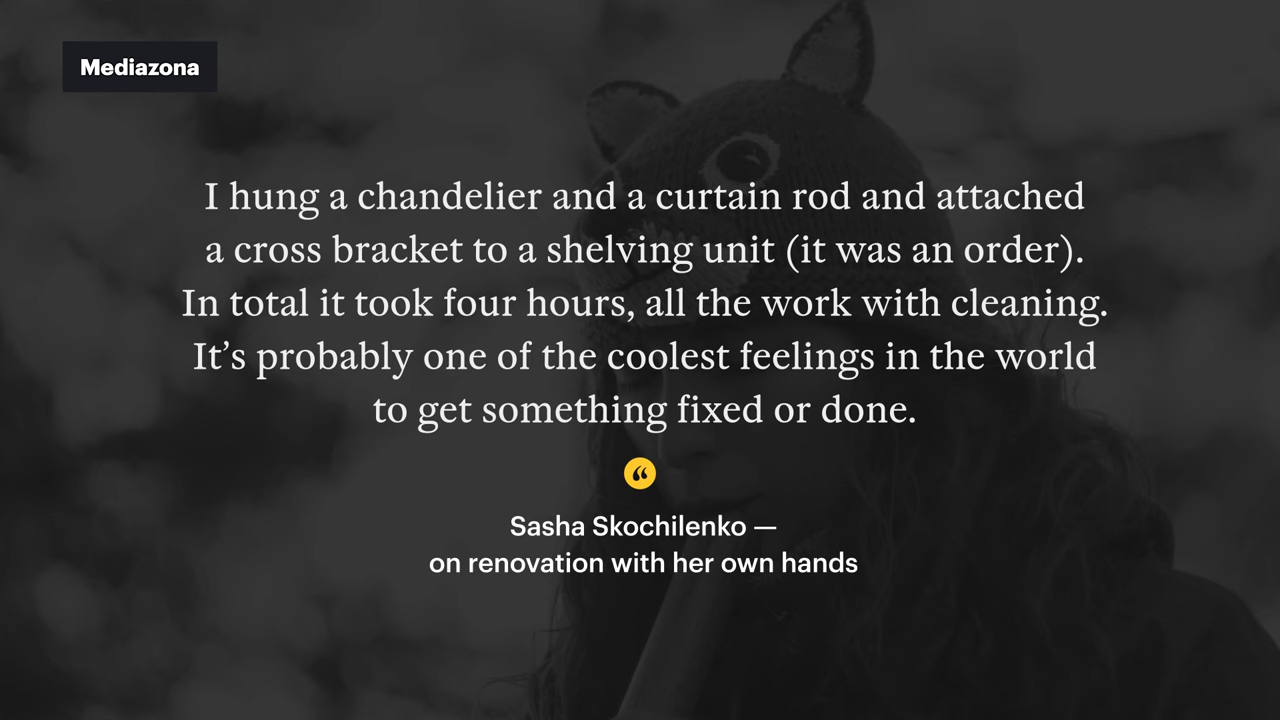 Mediazona
I hung a chandelier and a curtain rod and attached
a cross bracket to a shelving unit (it was an order).
In total it took four hours, all the work with cleaning.
It’s probably one of the coolest feelings in the world
to get something fixed or done.
“
Sasha Skochilenko —
on renovation with her own hands